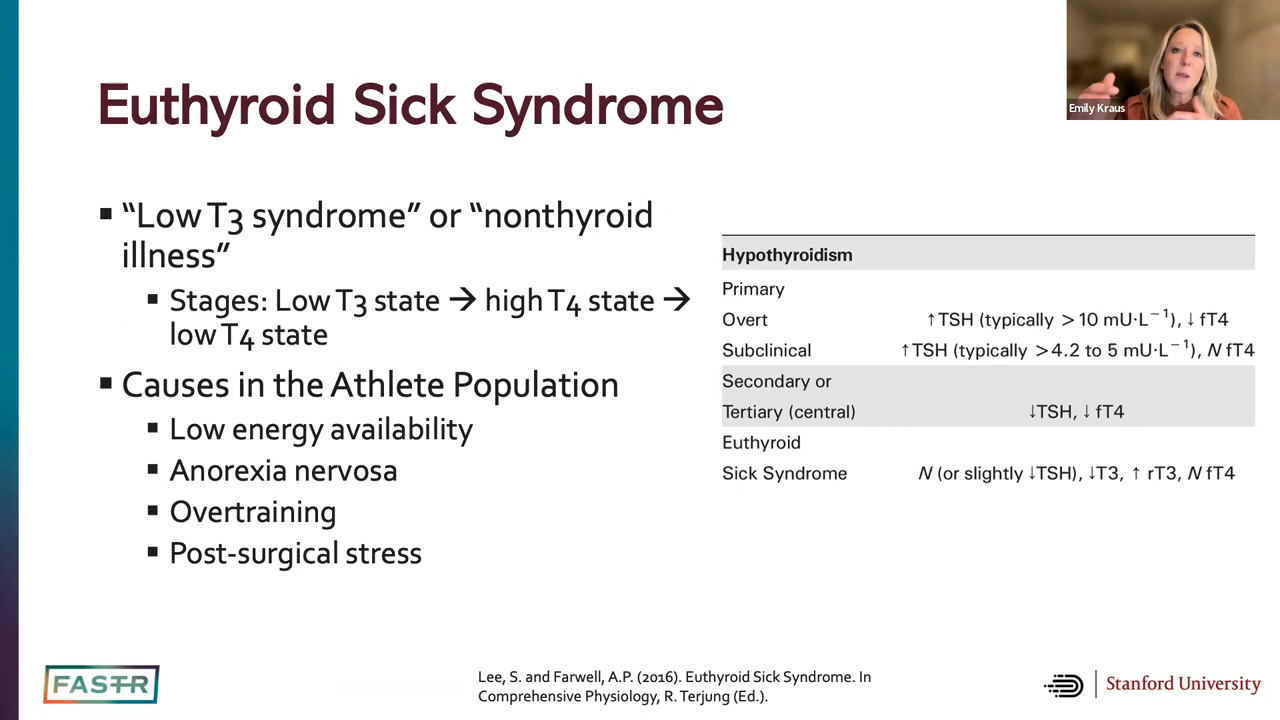 Euthyroid Sick Syndrome
Emily Kraus
▪ “Low T3 syndrome” or “nonthyroid
illness”
▪ Stages: Low T3 state → high T4 state →
low T4 state
▪ Causes in the Athlete Population
▪ Low energy availability
▪ Anorexia nervosa
▪ Overtraining
▪ Post-surgical stress
Hypothyroidism
Primary
Overt ↑TSH (typically > 10 mU·L⁻¹), ↓ fT4
Subclinical ↑TSH (typically >4.2 to 5 mU·L⁻¹), N fT4
Secondary or
Tertiary (central) ↓TSH, ↓ fT4
Euthyroid
Sick Syndrome N (or slightly ↓TSH), ↓T3, ↑ rT3, N fT4
FASTR
Lee, S. and Farwell, A.P. (2016). Euthyroid Sick Syndrome. In
Comprehensive Physiology, R. Terjung (Ed.).
Stanford University